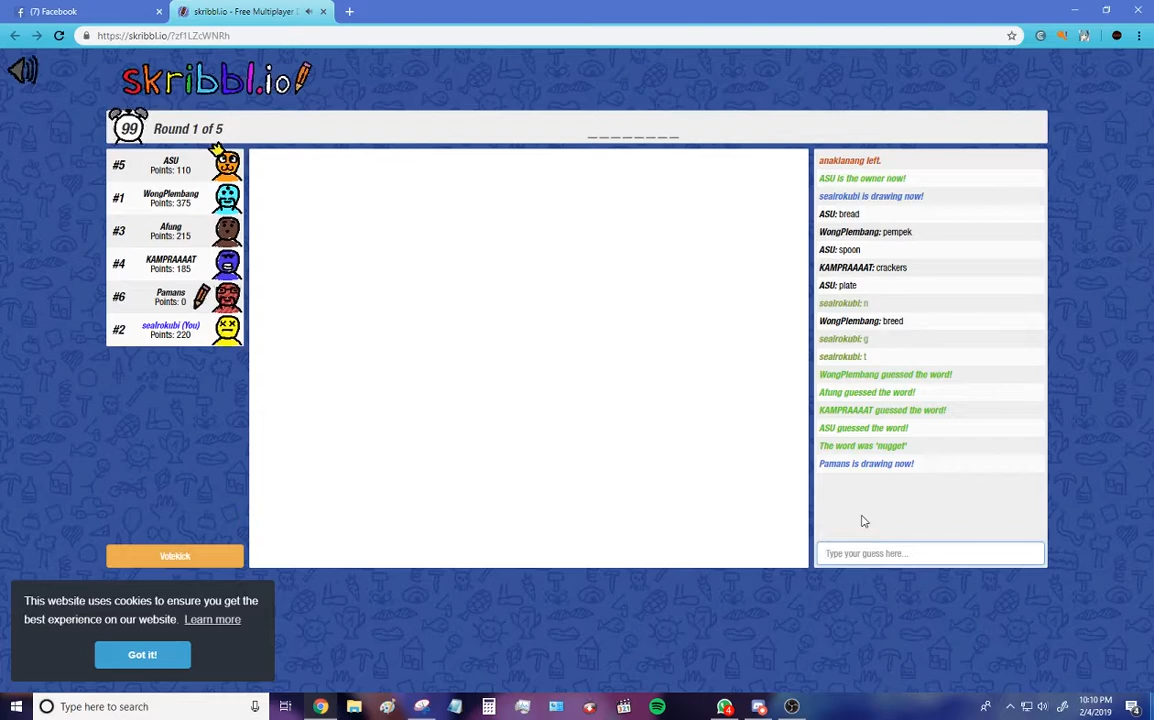 (7) Facebook
skribbl.io - Free Multiplayer D
https://skribbl.io/?zf1LZcWNRh
skribbl.io
99
Round 1 of 5
________
#5
ASU
Points: 110
#1
WongPlembang
Points: 375
#3
Afung
Points: 215
#4
KAMPRAAAAT
Points: 185
#6
Pamans
Points: 0
#2
sealrokubi (You)
Points: 220
Votekick
anaklanang left.
ASU is the owner now!
sealrokubi is drawing now!
ASU: bread
WongPlembang: pempek
ASU: spoon
KAMPRAAAAT: crackers
ASU: plate
sealrokubi: n
WongPlembang: breed
sealrokubi: g
sealrokubi: t
WongPlembang guessed the word!
Afung guessed the word!
KAMPRAAAAT guessed the word!
ASU guessed the word!
The word was 'nugget'
Pamans is drawing now!
Type your guess here...
This website uses cookies to ensure you get the
best experience on our website. Learn more
Got it!
Type here to search
4
10:10 PM
2/4/2019